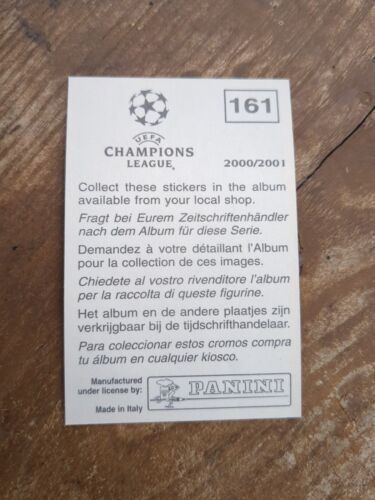 161
UEFA
CHAMPIONS
LEAGUE
2000/2001
Collect these stickers in the album
available from your local shop.
Fragt bei Eurem Zeitschriftenhändler
nach dem Album für diese Serie.
Demandez à votre détaillant l'Album
pour la collection de ces images.
Chiedete al vostro rivenditore l'album
per la raccolta di queste figurine.
Het album en de andere plaatjes zijn
verkrijgbaar bij de tijdschrifthandelaar.
Para coleccionar estos cromos compra
tu álbum en cualquier kiosco.
Manufactured
under license by:
PANINI
Made in Italy